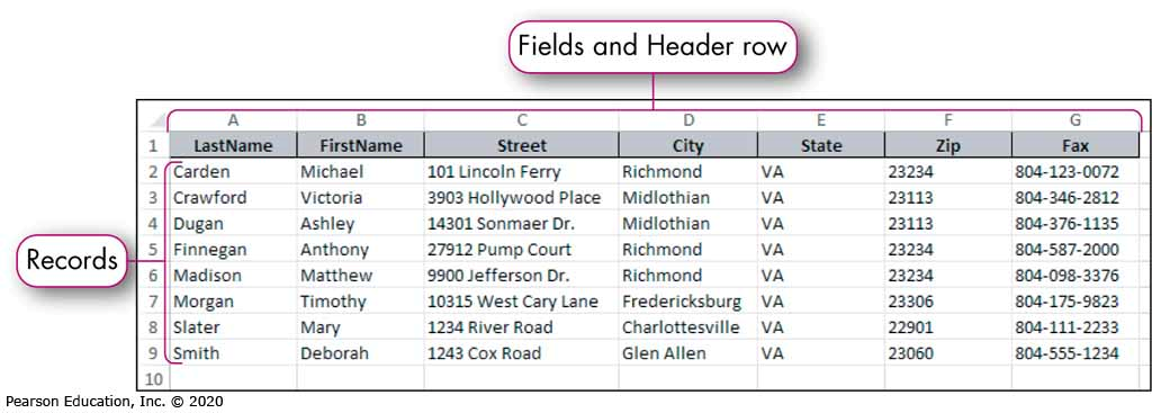 Fields and Header row
A B C D E F G
1 LastName FirstName Street City State Zip Fax
2 Carden Michael 101 Lincoln Ferry Richmond VA 23234 804-123-0072
3 Crawford Victoria 3903 Hollywood Place Midlothian VA 23113 804-346-2812
4 Dugan Ashley 14301 Sonmaer Dr. Midlothian VA 23113 804-376-1135
Records
5 Finnegan Anthony 27912 Pump Court Richmond VA 23234 804-587-2000
6 Madison Matthew 9900 Jefferson Dr. Richmond VA 23234 804-098-3376
7 Morgan Timothy 10315 West Cary Lane Fredericksburg VA 23306 804-175-9823
8 Slater Mary 1234 River Road Charlottesville VA 22901 804-111-2233
9 Smith Deborah 1243 Cox Road Glen Allen VA 23060 804-555-1234
10
Pearson Education, Inc. © 2020